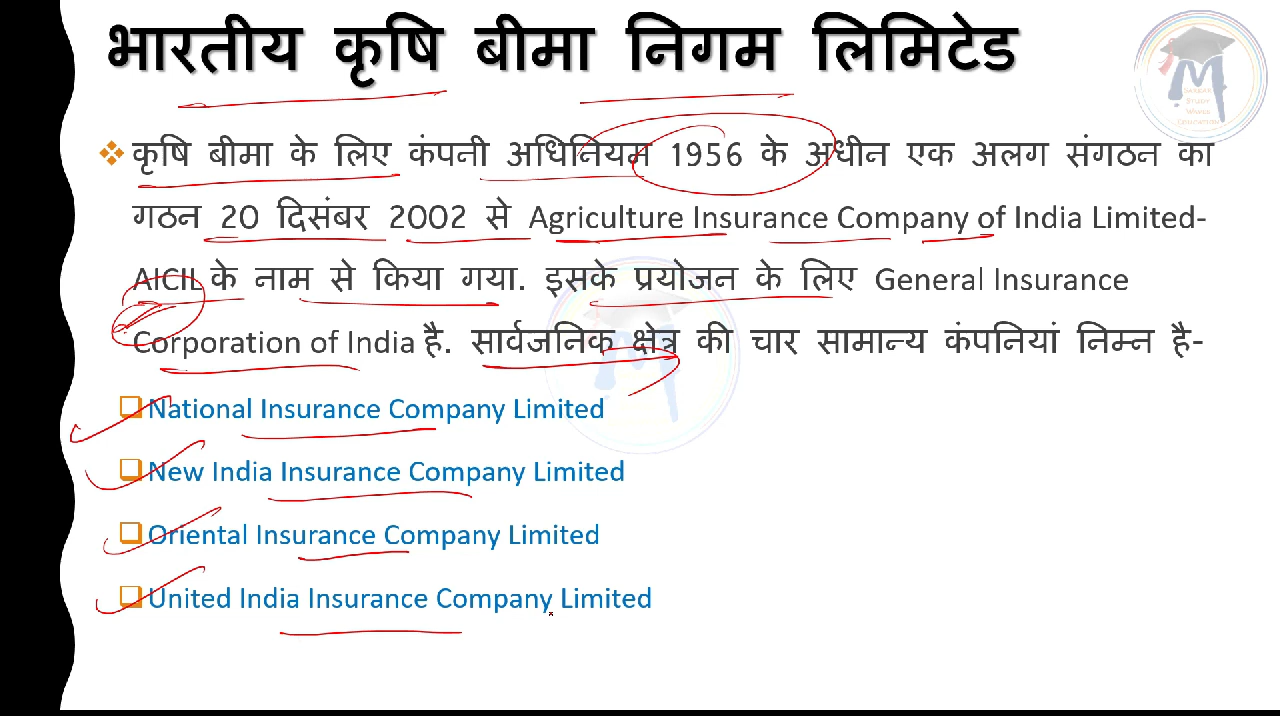 भारतीय कृषि बीमा निगम लिमिटेड
❖ कृषि बीमा के लिए कंपनी अधिनियम 1956 के अधीन एक अलग संगठन का
गठन 20 दिसंबर 2002 से Agriculture Insurance Company of India Limited-
AICIL के नाम से किया गया. इसके प्रयोजन के लिए General Insurance
Corporation of India है. सार्वजनिक क्षेत्र की चार सामान्य कंपनियां निम्न है-
❑ National Insurance Company Limited
❑ New India Insurance Company Limited
❑ Oriental Insurance Company Limited
❑ United India Insurance Company Limited